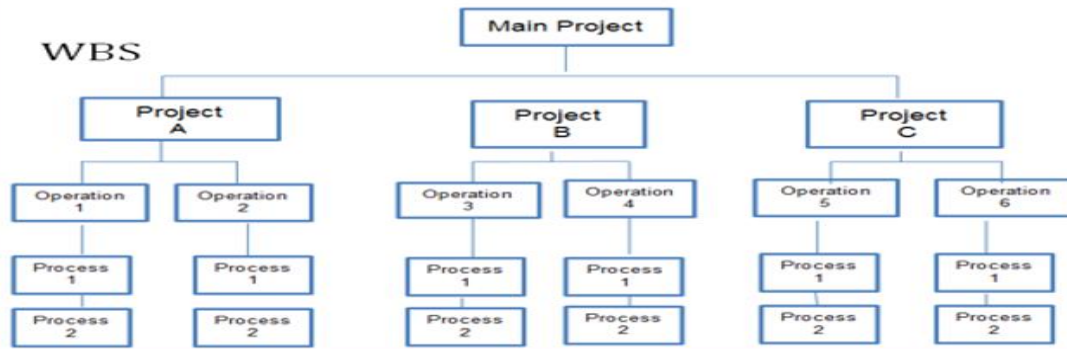 Main Project
WBS
Project
A
Project
B
Project
C
Operation
1
Operation
2
Operation
3
Operation
4
Operation
5
Operation
6
Process
1
Process
1
Process
1
Process
1
Process
1
Process
1
Process
2
Process
2
Process
2
Process
2
Process
2
Process
2